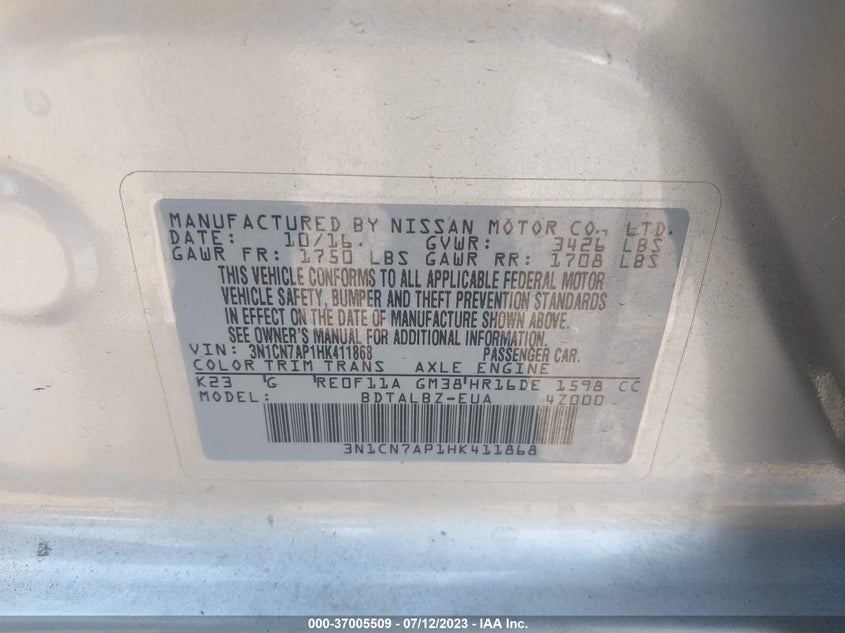 MANUFACTURED BY NISSAN MOTOR CO., LTD.
DATE: 10/16. GVWR: 3426 LBS
GAWR FR: 1750 LBS GAWR RR: 1708 LBS
THIS VEHICLE CONFORMS TO ALL APPLICABLE FEDERAL MOTOR
VEHICLE SAFETY, BUMPER AND THEFT PREVENTION STANDARDS
IN EFFECT ON THE DATE OF MANUFACTURE SHOWN ABOVE.
SEE OWNER'S MANUAL FOR ADDITIONAL INFORMATION.
VIN: 3N1CN7AP1HK411868 PASSENGER CAR.
COLOR TRIM TRANS AXLE ENGINE
K23 G RE0F11A GM38 HR16DE 1598 CC
MODEL: BDTALBZ-EUA 4Z000
3N1CN7AP1HK411868
000-37005509 - 07/12/2023 - IAA Inc.